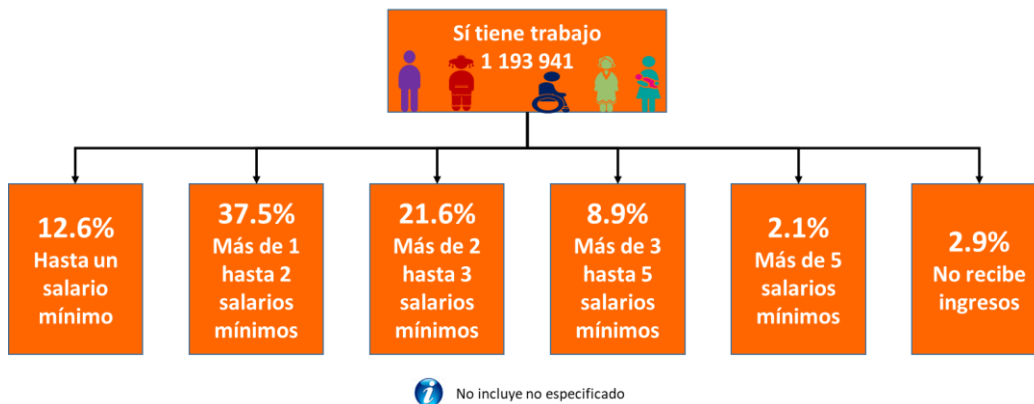 Sí tiene trabajo
1 193 941
12.6%
Hasta un
salario
mínimo
37.5%
Más de 1
hasta 2
salarios
mínimos
21.6%
Más de 2
hasta 3
salarios
mínimos
8.9%
Más de 3
hasta 5
salarios
mínimos
2.1%
Más de 5
salarios
mínimos
2.9%
No recibe
ingresos
i No incluye no especificado